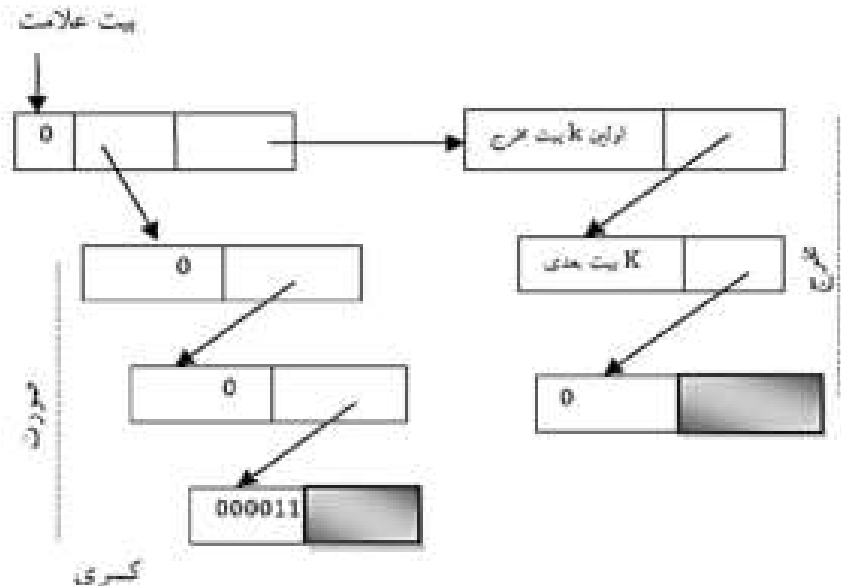 بیت علامت
0
اولین k بیت مخرج
0
K بیت بعدی
0
0
صورت
000011
کسری